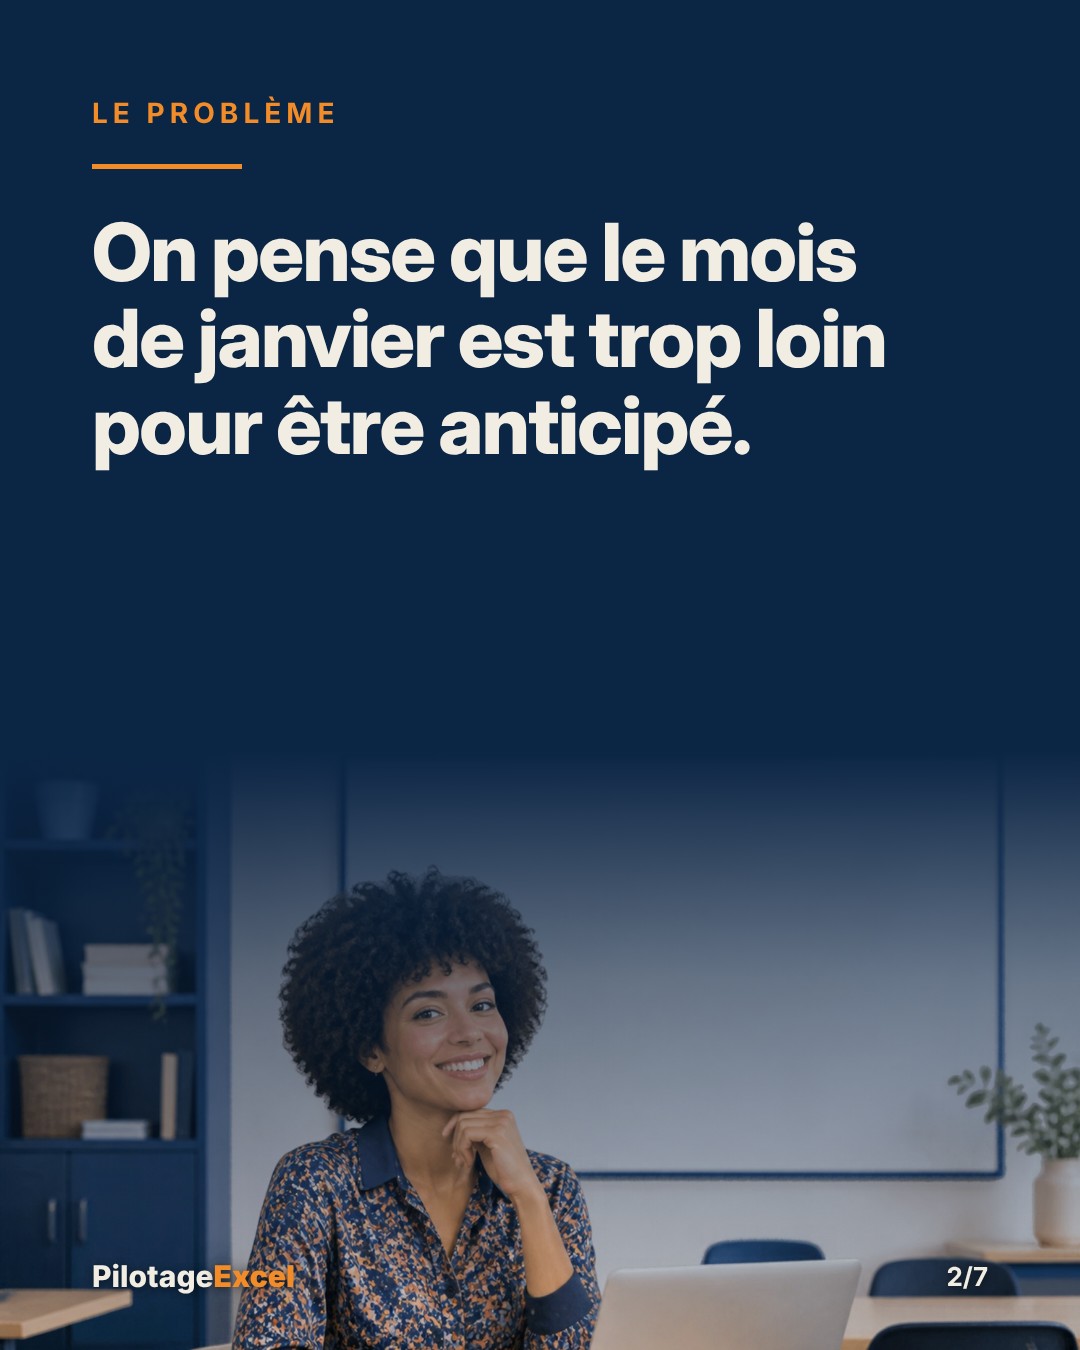 LE PROBLÈME
On pense que le mois
de janvier est trop loin
pour être anticipé.
PilotageExcel
2/7